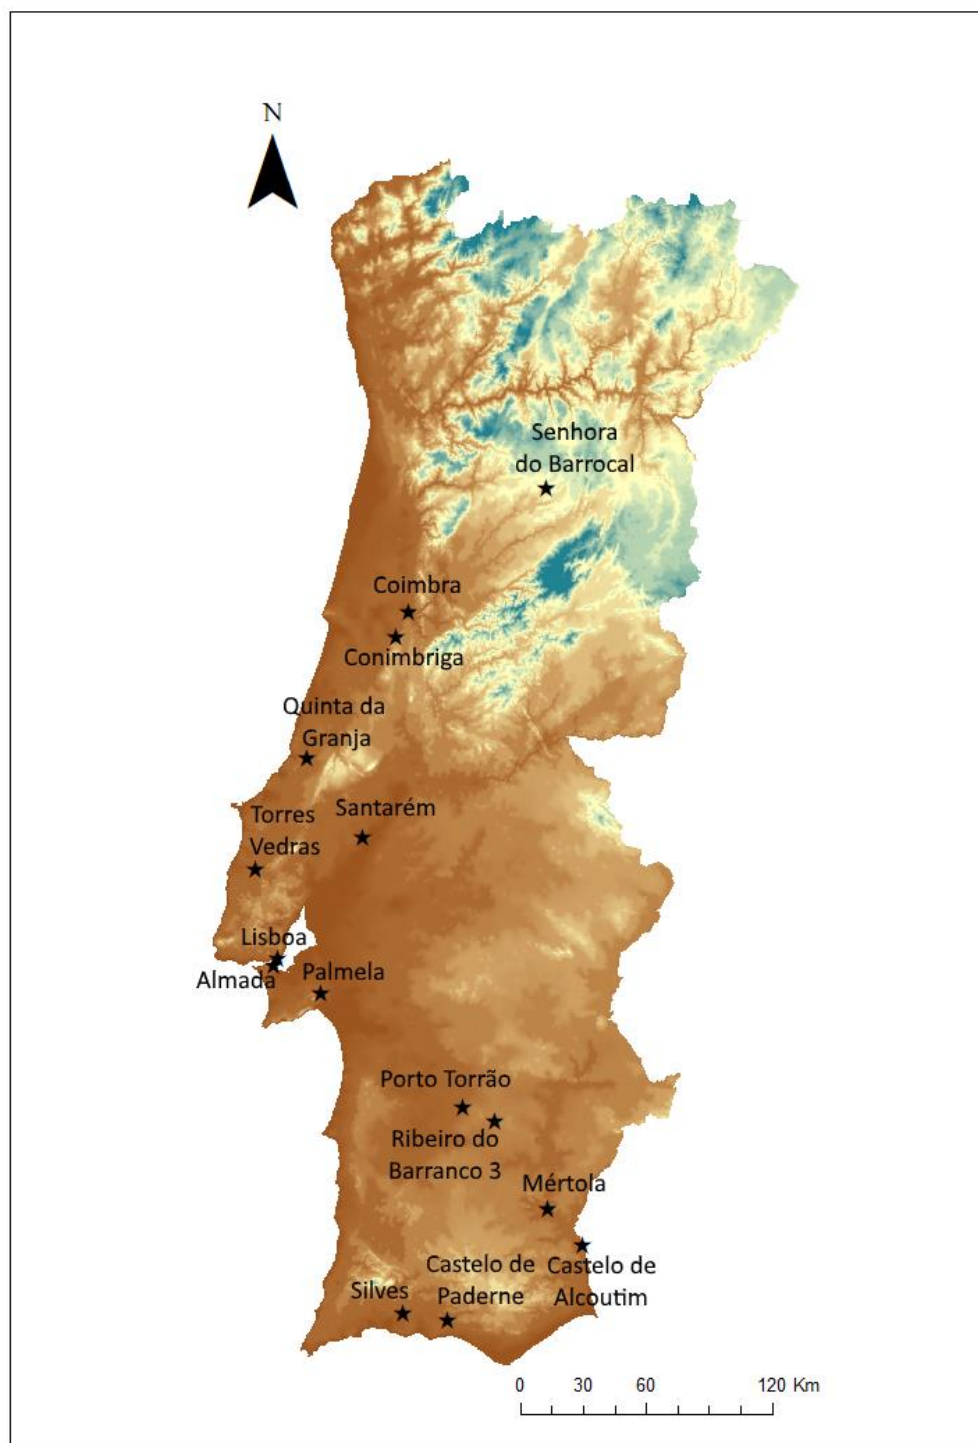 N
Senhora
do Barrocal
Coimbra
Conimbriga
Quinta da
Granja
Torres
Vedras
Santarém
Lisboa
Almada
Palmela
Porto Torrão
Ribeiro do
Barranco 3
Mértola
Castelo de
Alcoutim
Castelo de
Paderne
Silves
0 30 60 120 Km